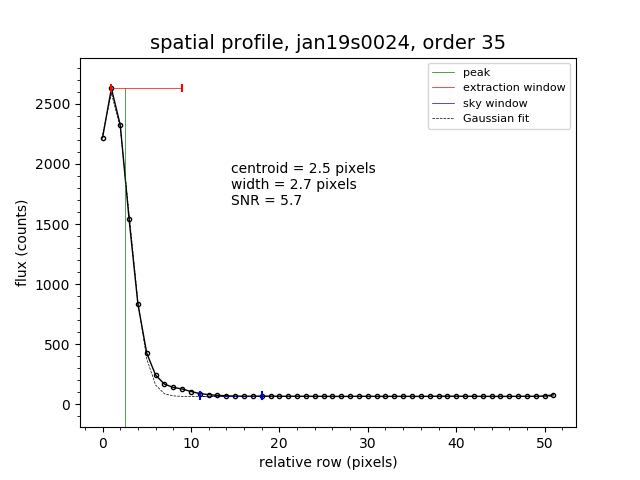 spatial profile, jan19s0024, order 35
peak
extraction window
sky window
Gaussian fit
centroid = 2.5 pixels
width = 2.7 pixels
SNR = 5.7
flux (counts)
2500
2000
1500
1000
500
0
0 10 20 30 40 50
relative row (pixels)